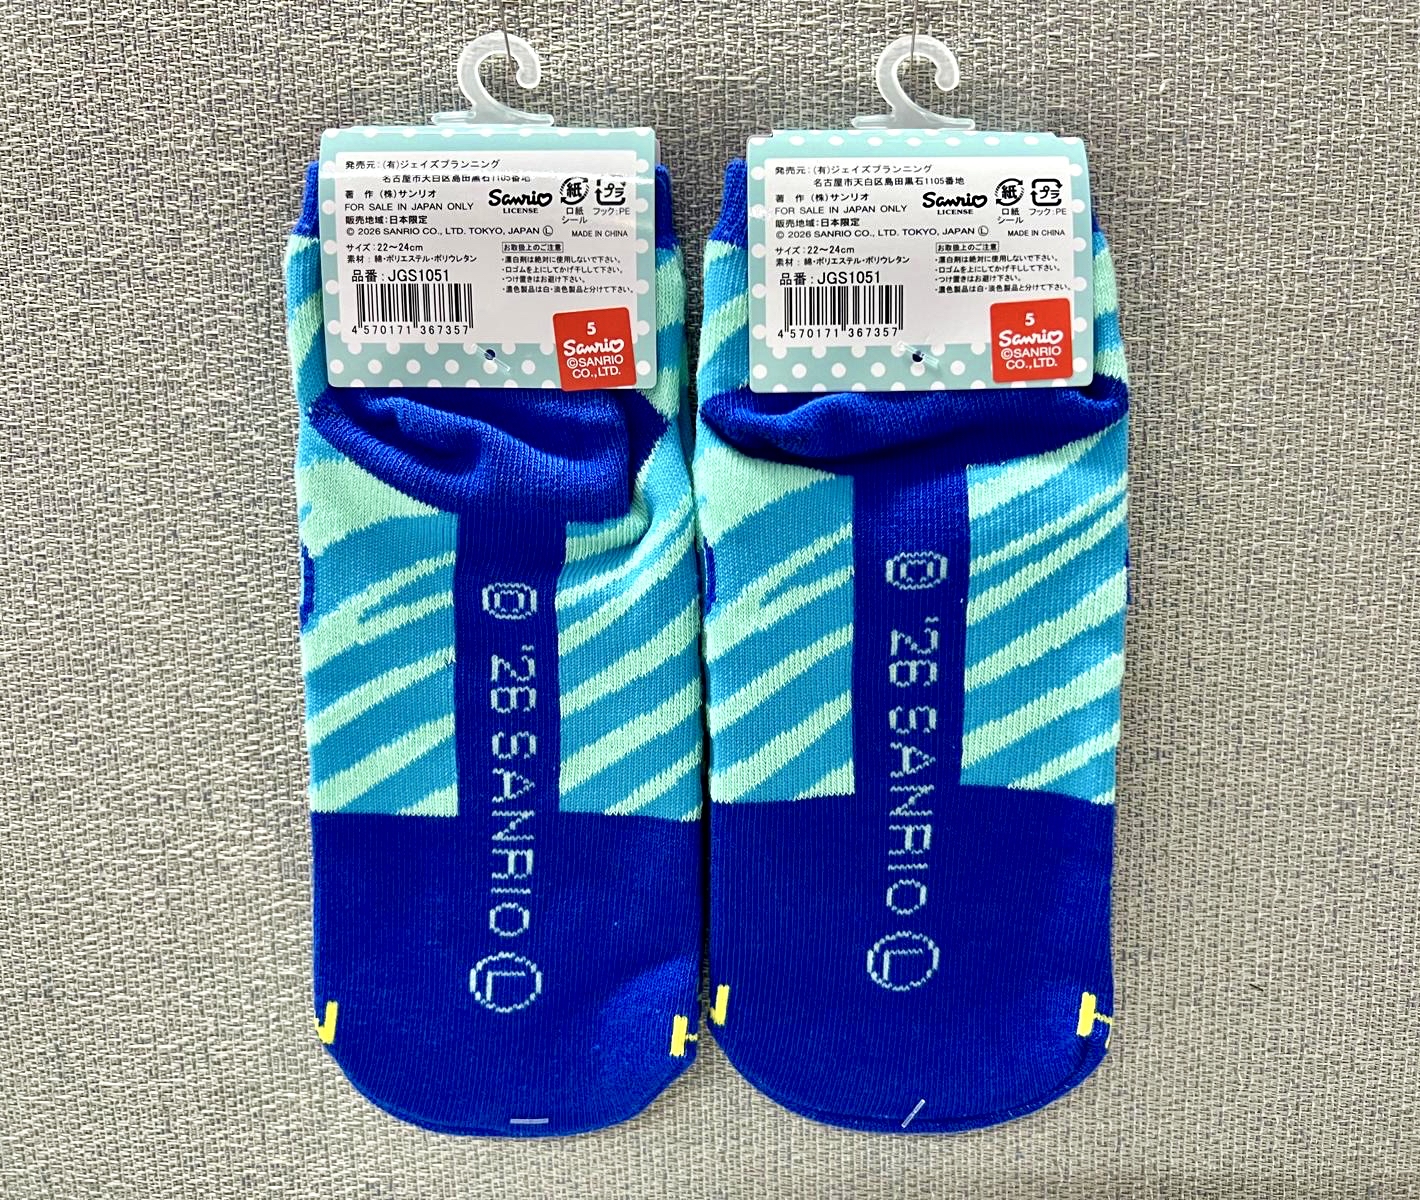 発売元:(有)ジェイズプランニング
名古屋市天白区島田黒石1105番地
著 作 (株)サンリオ
FOR SALE IN JAPAN ONLY
販売地域:日本限定
© 2026 SANRIO CO., LTD. TOKYO, JAPAN Ⓛ
Sanrio
LICENSE
紙
口紙
シール
プラ
フック:PE
MADE IN CHINA
サイズ:22〜24cm
素材:綿・ポリエステル・ポリウレタン
品番:JGS1051
4 570171 367357
お取扱上のご注意
・漂白剤は絶対に使用しないで下さい。
・口ゴムを上にしてかげ干しして下さい。
・つけ置きはお避け下さい。
・濃色製品は白・淡色製品と分けて下さい。
5
Sanrio
©SANRIO
CO.,LTD.
© '26 SANRIO Ⓛ
発売元:(有)ジェイズプランニング
名古屋市天白区島田黒石1105番地
著 作 (株)サンリオ
FOR SALE IN JAPAN ONLY
販売地域:日本限定
© 2026 SANRIO CO., LTD. TOKYO, JAPAN Ⓛ
Sanrio
LICENSE
紙
口紙
シール
プラ
フック:PE
MADE IN CHINA
サイズ:22〜24cm
素材:綿・ポリエステル・ポリウレタン
品番:JGS1051
4 570171 367357
お取扱上のご注意
・漂白剤は絶対に使用しないで下さい。
・口ゴムを上にしてかげ干しして下さい。
・つけ置きはお避け下さい。
・濃色製品は白・淡色製品と分けて下さい。
5
Sanrio
©SANRIO
CO.,LTD.
© '26 SANRIO Ⓛ